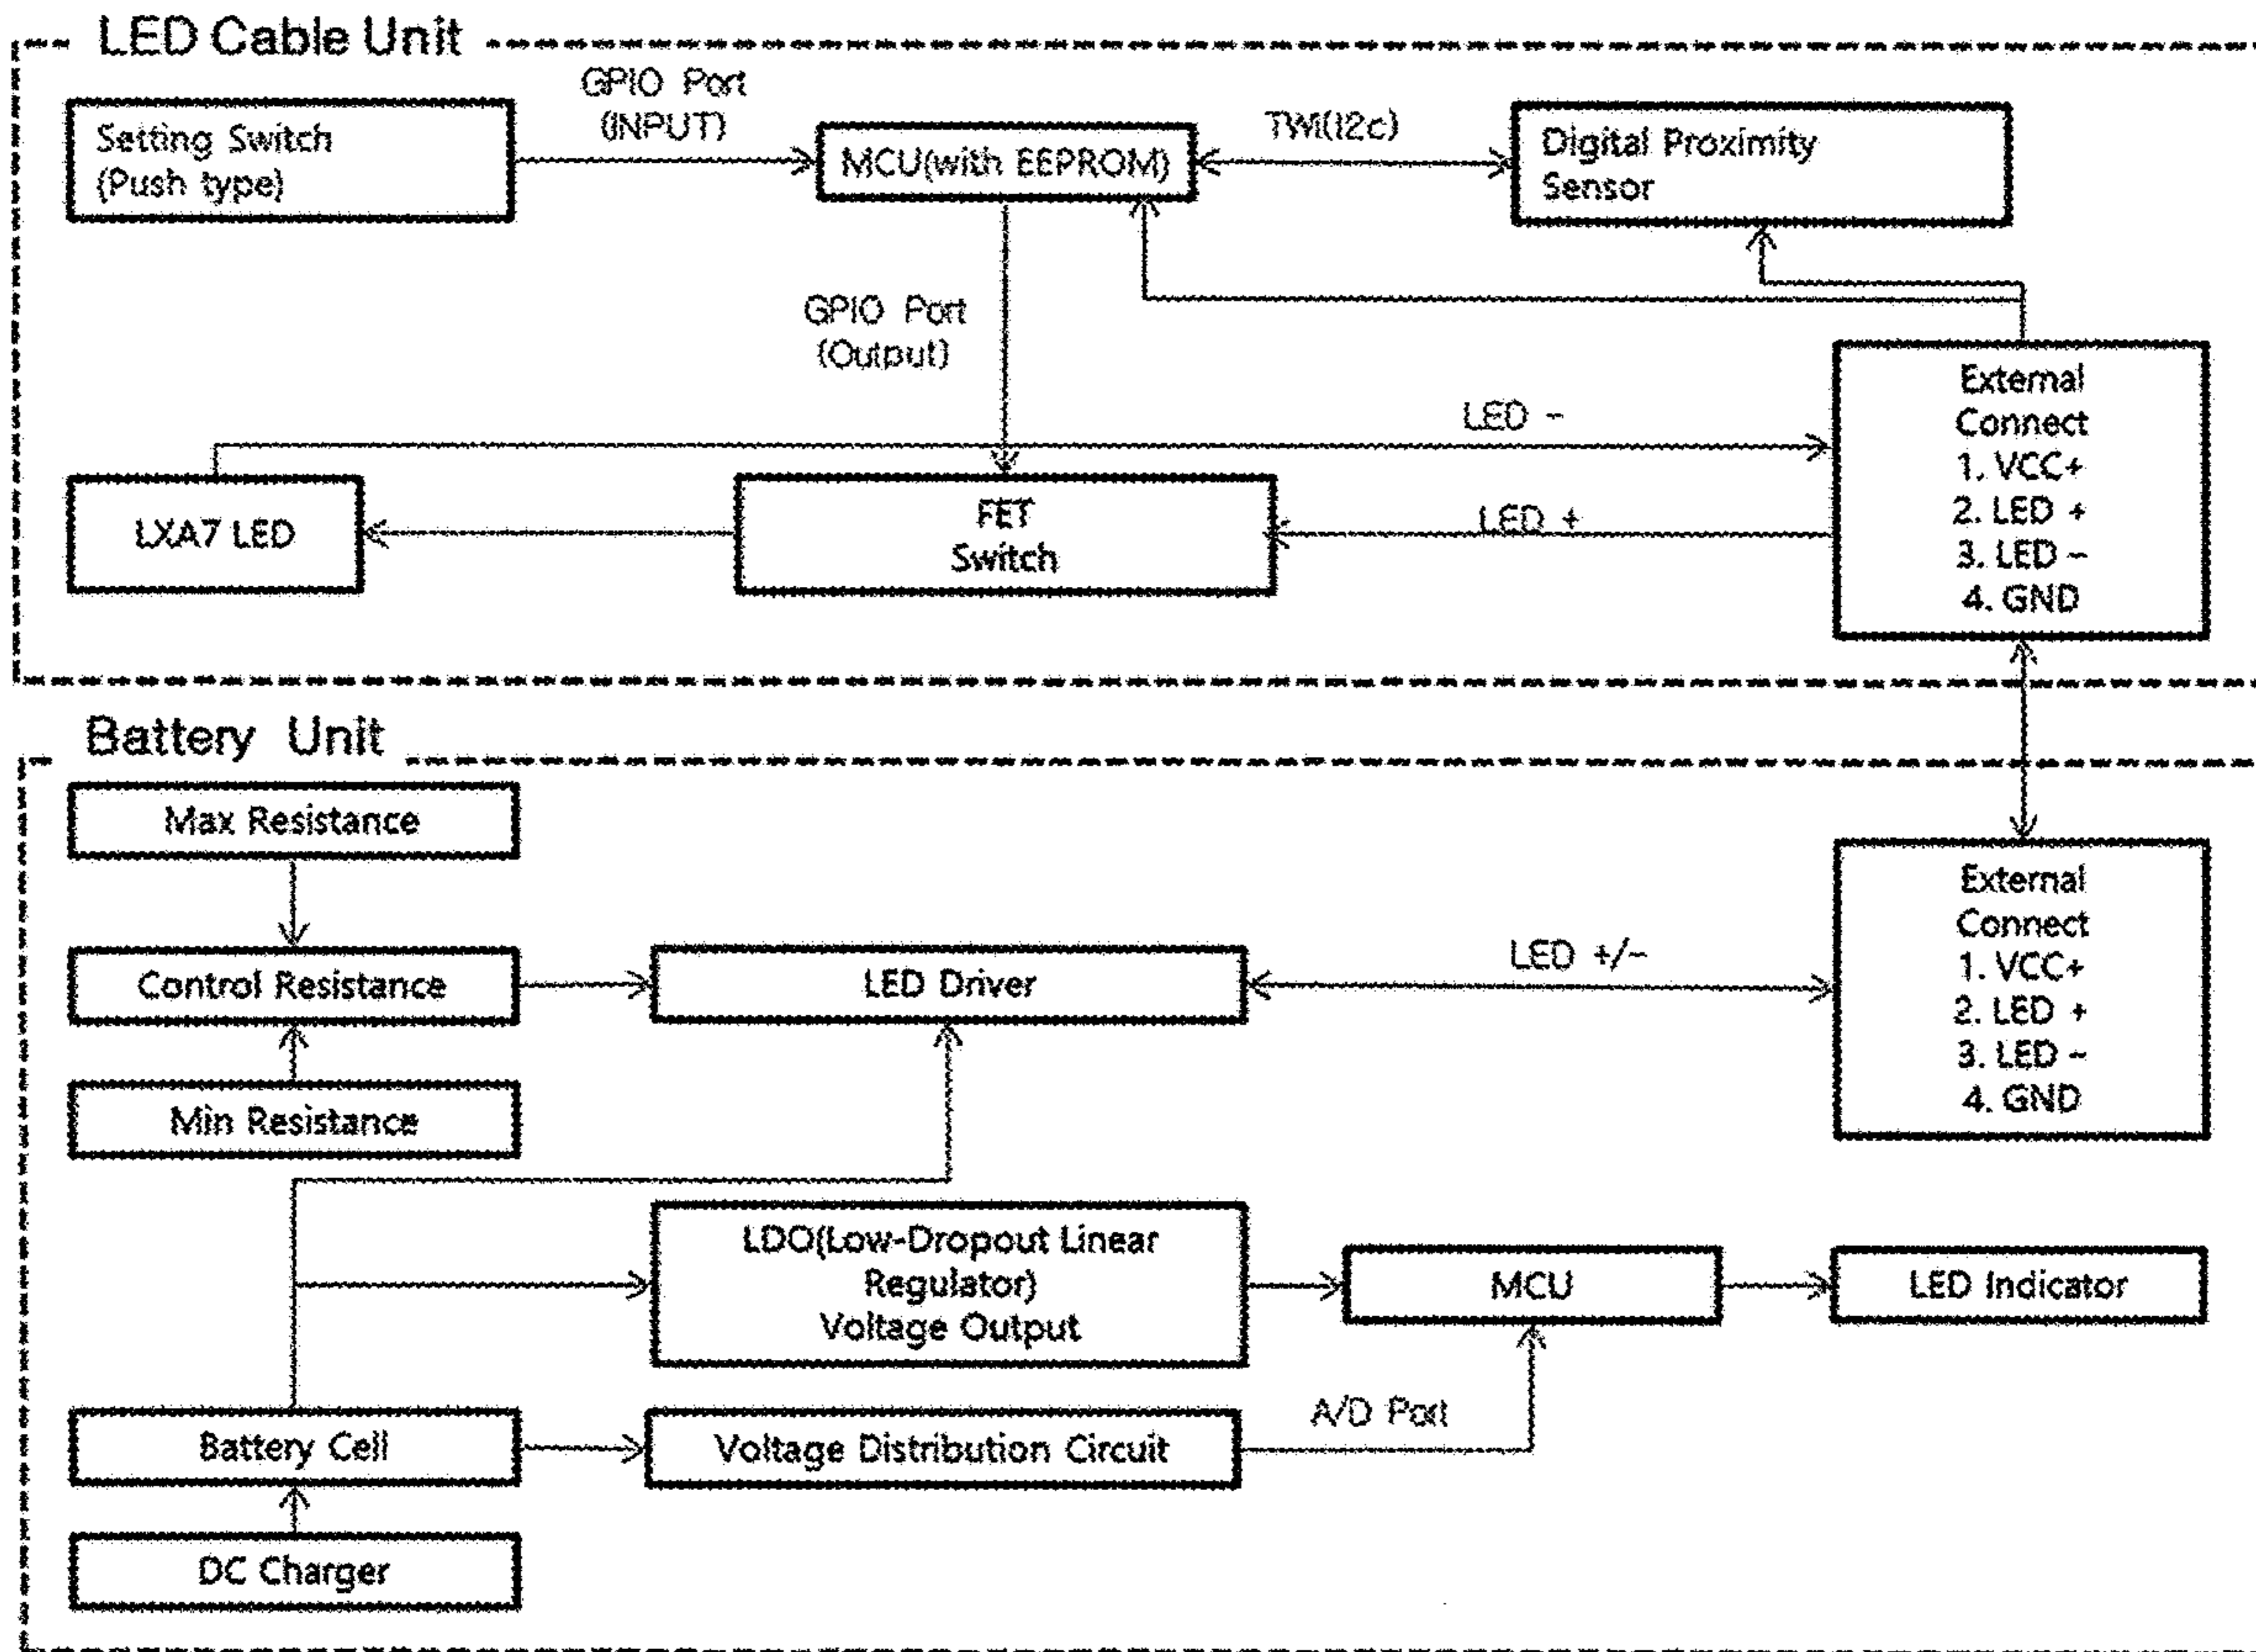 LED Cable Unit
GPIO Port
(INPUT)
Setting Switch
(Push type)
MCU(with EEPROM)
TWI(I2c)
Digital Proximity
Sensor
GPIO Port
(Output)
LED -
External
Connect
1. VCC+
2. LED +
3. LED -
4. GND
LXA7 LED
FET
Switch
LED +
Battery Unit
Max Resistance
Control Resistance
Min Resistance
LED Driver
LED +/-
External
Connect
1. VCC+
2. LED +
3. LED -
4. GND
LDO(Low-Dropout Linear
Regulator)
Voltage Output
MCU
LED Indicator
Battery Cell
Voltage Distribution Circuit
A/D Port
DC Charger